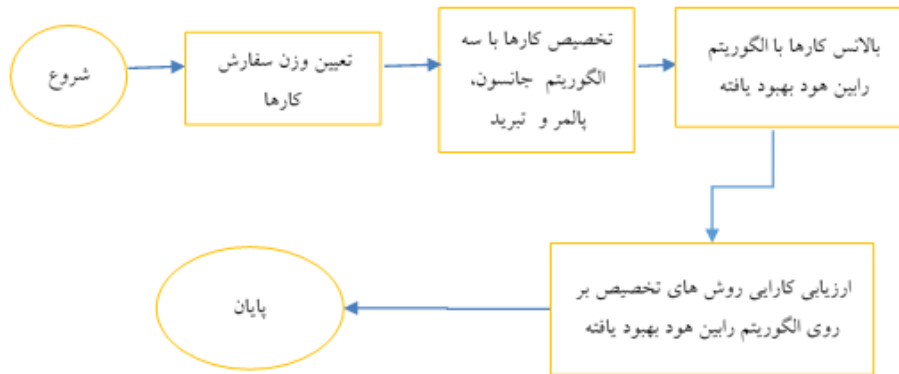 شروع
تعیین وزن سفارش
کارها
تخصیص کارها با سه
الگوریتم جانسون،
پالمر و تبرید
بالانس کارها با الگوریتم
رابین هود بهبود یافته
ارزیابی کارایی روش های تخصیص بر
روی الگوریتم رابین هود بهبود یافته
پایان